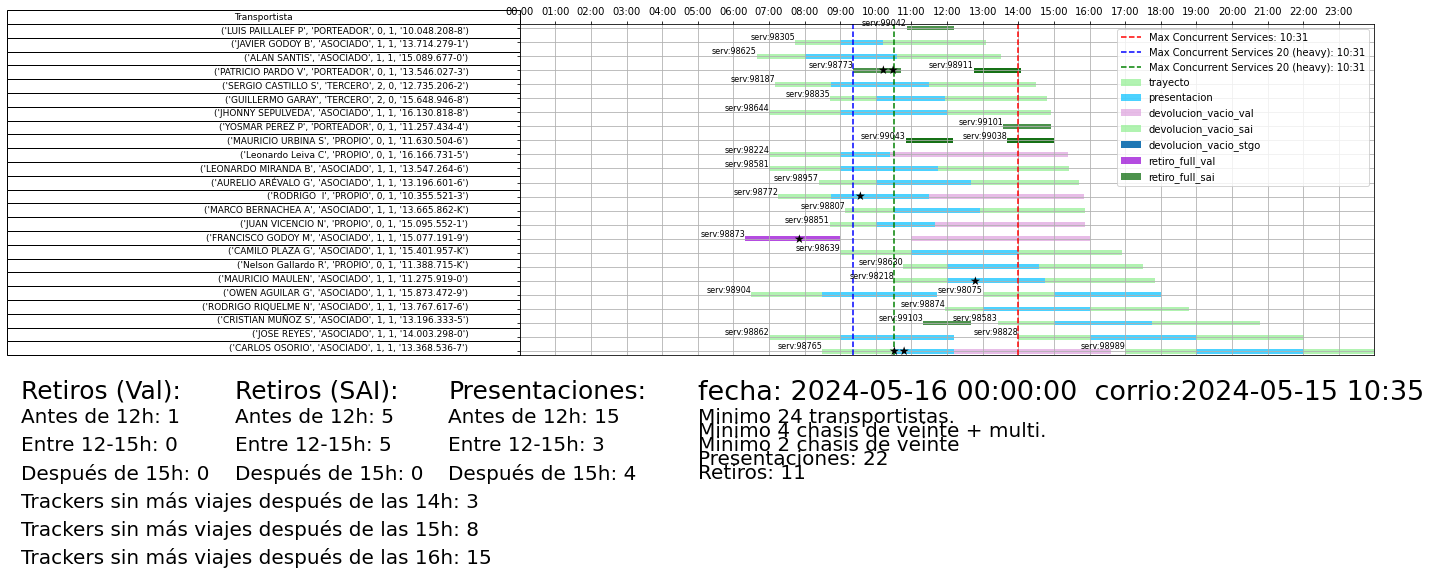 Transportista
00:00 01:00 02:00 03:00 04:00 05:00 06:00 07:00 08:00 09:00 10:00 11:00 12:00 13:00 14:00 15:00 16:00 17:00 18:00 19:00 20:00 21:00 22:00 23:00
('LUIS PAILLALEF P', 'PORTEADOR', 0, 1, '10.048.208-8') serv:99042
('JAVIER GODOY B', 'ASOCIADO', 1, 1, '13.714.279-1') serv:98305
('ALAN SANTIS', 'ASOCIADO', 1, 1, '15.089.677-0') serv:98625
('PATRICIO PARDO V', 'PORTEADOR', 0, 1, '13.546.027-3') serv:98773 serv:98911
('SERGIO CASTILLO S', 'TERCERO', 2, 0, '12.735.206-2') serv:98187
('GUILLERMO GARAY', 'TERCERO', 2, 0, '15.648.946-8') serv:98835
('JHONNY SEPULVEDA', 'ASOCIADO', 1, 1, '16.130.818-8') serv:98644
('YOSMAR PEREZ P', 'PORTEADOR', 0, 1, '11.257.434-4') serv:99101
('MAURICIO URBINA S', 'PROPIO', 0, 1, '11.630.504-6') serv:99043 serv:99038
('Leonardo Leiva C', 'PROPIO', 0, 1, '16.166.731-5') serv:98224
('LEONARDO MIRANDA B', 'PROPIO', 0, 1, '13.547.264-6') serv:98581
('AURELIO ARÉVALO G', 'ASOCIADO', 1, 1, '13.196.601-6') serv:98957
('RODRIGO  I', 'PROPIO', 0, 1, '10.355.521-3') serv:98772
('MARCO BERNACHEA A', 'ASOCIADO', 1, 1, '13.665.862-K') serv:98807
('JUAN VICENCIO N', 'PROPIO', 0, 1, '15.095.552-1') serv:98851
('FRANCISCO GODOY M', 'ASOCIADO', 1, 1, '15.077.191-9') serv:98873
('CAMILO PLAZA G', 'ASOCIADO', 1, 1, '15.401.957-K') serv:98639
('Nelson Gallardo R', 'PROPIO', 0, 1, '11.388.715-K') serv:98630
('MAURICIO MAULEN', 'ASOCIADO', 1, 1, '11.275.919-0') serv:98218
('OWEN AGUILAR G', 'ASOCIADO', 1, 1, '15.873.472-9') serv:98904 serv:98075
('RODRIGO RIQUELME N', 'ASOCIADO', 1, 1, '13.767.617-6') serv:98874
('CRISTIAN MUÑOZ S', 'ASOCIADO', 1, 1, '13.196.333-5') serv:99103 serv:98583
('JOSE REYES', 'ASOCIADO', 1, 1, '14.003.298-0') serv:98862 serv:98828
('CARLOS OSORIO', 'ASOCIADO', 1, 1, '13.368.536-7') serv:98765 serv:98989
Max Concurrent Services: 10:31
Max Concurrent Services 20 (heavy): 10:31
Max Concurrent Services 20 (heavy): 10:31
trayecto
presentacion
devolucion_vacio_val
devolucion_vacio_sai
devolucion_vacio_stgo
retiro_full_val
retiro_full_sai
Retiros (Val):
Antes de 12h: 1
Entre 12-15h: 0
Después de 15h: 0
Retiros (SAI):
Antes de 12h: 5
Entre 12-15h: 5
Después de 15h: 0
Presentaciones:
Antes de 12h: 15
Entre 12-15h: 3
Después de 15h: 4
Trackers sin más viajes después de las 14h: 3
Trackers sin más viajes después de las 15h: 8
Trackers sin más viajes después de las 16h: 15
fecha: 2024-05-16 00:00:00  corrio:2024-05-15 10:35
Minimo 24 transportistas.
Minimo 4 chasis de veinte + multi.
Minimo 2 chasis de veinte
Presentaciones: 22
Retiros: 11